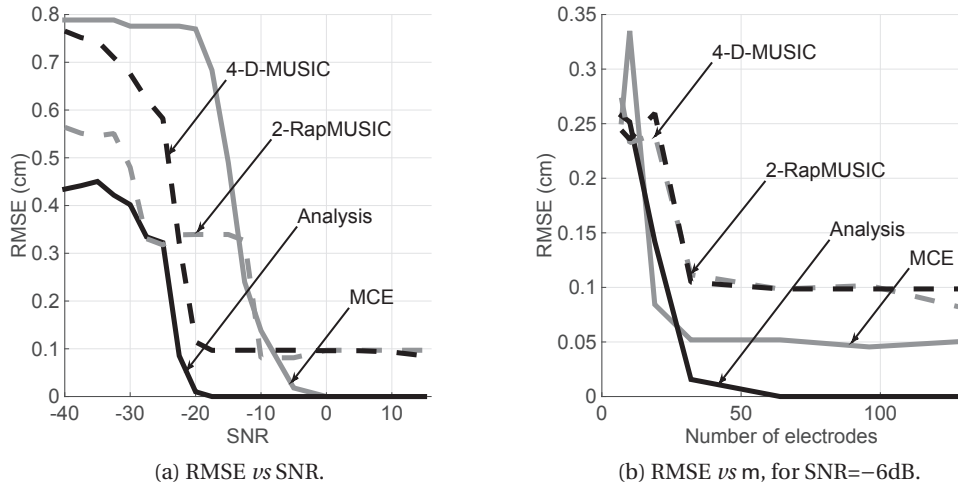 0.8
0.7
0.6
0.5
0.4
0.3
0.2
0.1
0
RMSE (cm)
4-D-MUSIC
2-RapMUSIC
Analysis
MCE
-40 -30 -20 -10 0 10
SNR
(a) RMSE vs SNR.
0.35
0.3
0.25
0.2
0.15
0.1
0.05
0
RMSE (cm)
4-D-MUSIC
2-RapMUSIC
Analysis
MCE
0 50 100
Number of electrodes
(b) RMSE vs m, for SNR=−6dB.